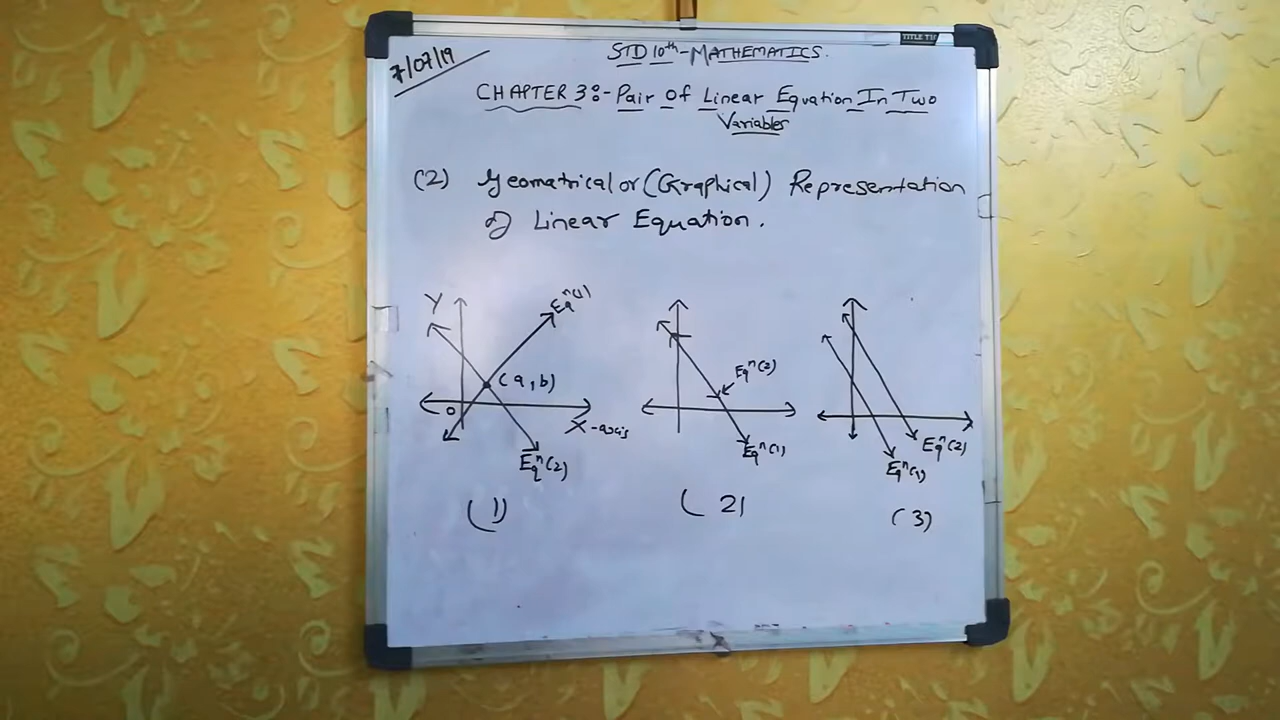 7/07/19
STD 10th - MATHEMATICS.
CHAPTER 3:- Pair Of Linear Equation In Two
Variables
(2) Geomatrical or (Graphical) Representation
of Linear Equation.
Y
Eqn(1)
(a,b)
O
X-axis
Eqn(2)
(1)
Eqn(2)
Eqn(1)
(2)
Eqn(2)
Eqn(1)
(3)